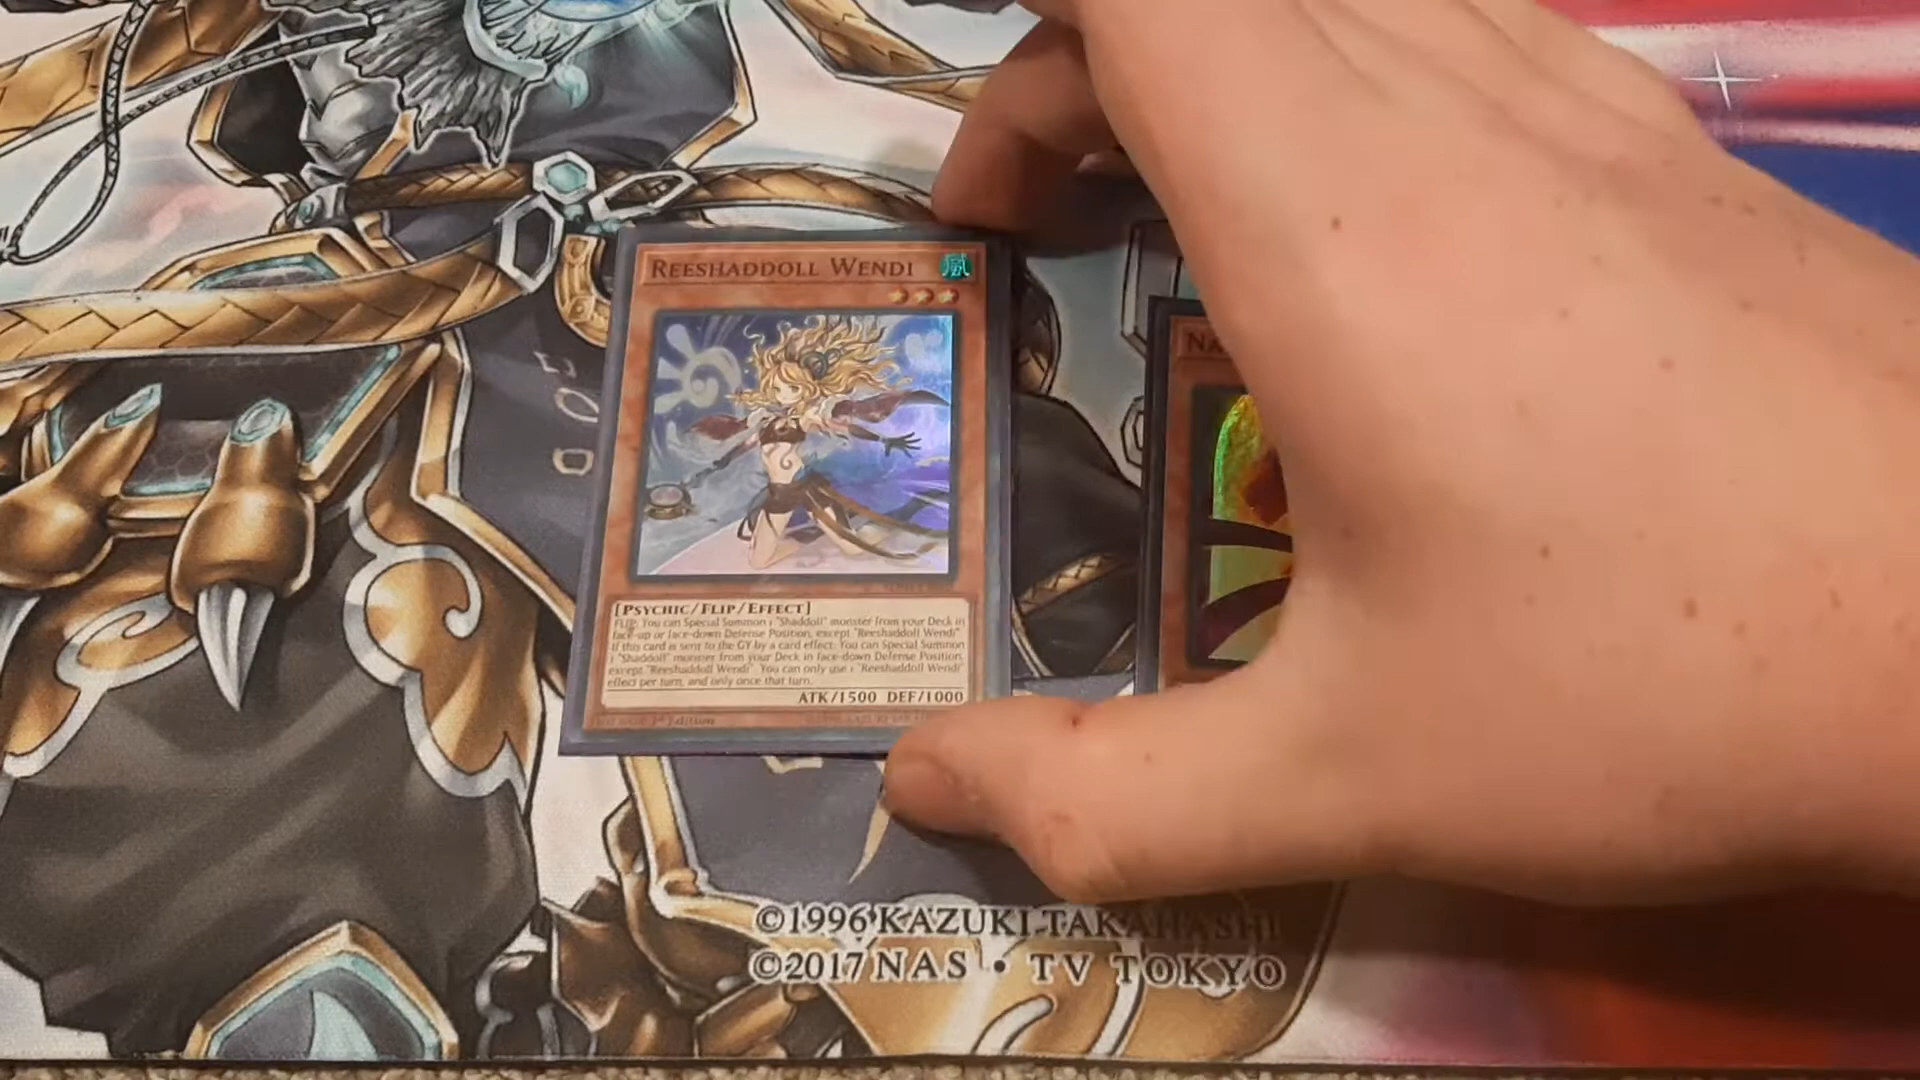 REESHADDOLL WENDI
風
NA
[PSYCHIC/FLIP/EFFECT]
FLIP: You can Special Summon 1 "Shaddoll" monster from your Deck in
face-up or face-down Defense Position, except "Reeshaddoll Wendi".
If this card is sent to the GY by a card effect: You can Special Summon
1 "Shaddoll" monster from your Deck in face-down Defense Position,
except "Reeshaddoll Wendi". You can only use 1 "Reeshaddoll Wendi"
effect per turn, and only once that turn.
ATK/1500 DEF/1000
1st Edition
©1996 KAZUKI TAKAHASHI
©2017 NAS • TV TOKYO